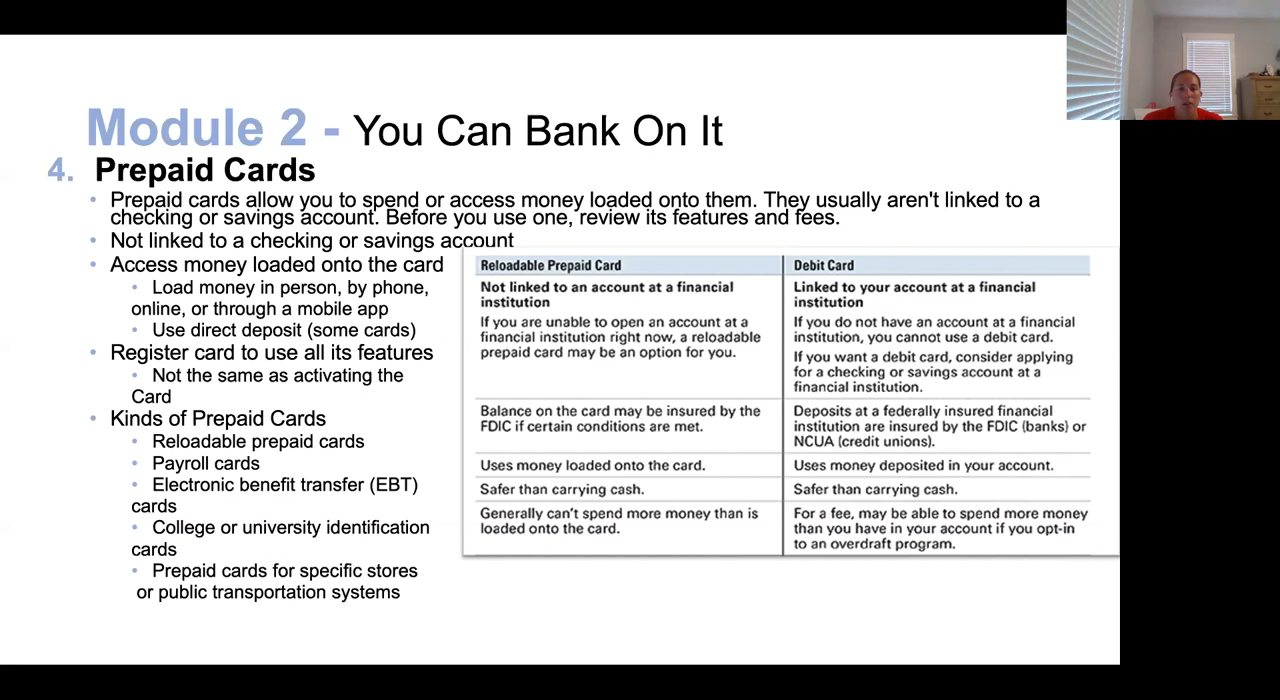 Module 2 - You Can Bank On It
4. Prepaid Cards
• Prepaid cards allow you to spend or access money loaded onto them. They usually aren't linked to a
checking or savings account. Before you use one, review its features and fees.
• Not linked to a checking or savings account
• Access money loaded onto the card
• Load money in person, by phone,
online, or through a mobile app
• Use direct deposit (some cards)
• Register card to use all its features
• Not the same as activating the
Card
• Kinds of Prepaid Cards
• Reloadable prepaid cards
• Payroll cards
• Electronic benefit transfer (EBT)
cards
• College or university identification
cards
• Prepaid cards for specific stores
or public transportation systems
Reloadable Prepaid Card
Debit Card
Not linked to an account at a financial
institution
If you are unable to open an account at a
financial institution right now, a reloadable
prepaid card may be an option for you.
Linked to your account at a financial
institution
If you do not have an account at a financial
institution, you cannot use a debit card.
If you want a debit card, consider applying
for a checking or savings account at a
financial institution.
Balance on the card may be insured by the
FDIC if certain conditions are met.
Deposits at a federally insured financial
institution are insured by the FDIC (banks) or
NCUA (credit unions).
Uses money loaded onto the card.
Uses money deposited in your account.
Safer than carrying cash.
Safer than carrying cash.
Generally can't spend more money than is
loaded onto the card.
For a fee, may be able to spend more money
than you have in your account if you opt-in
to an overdraft program.